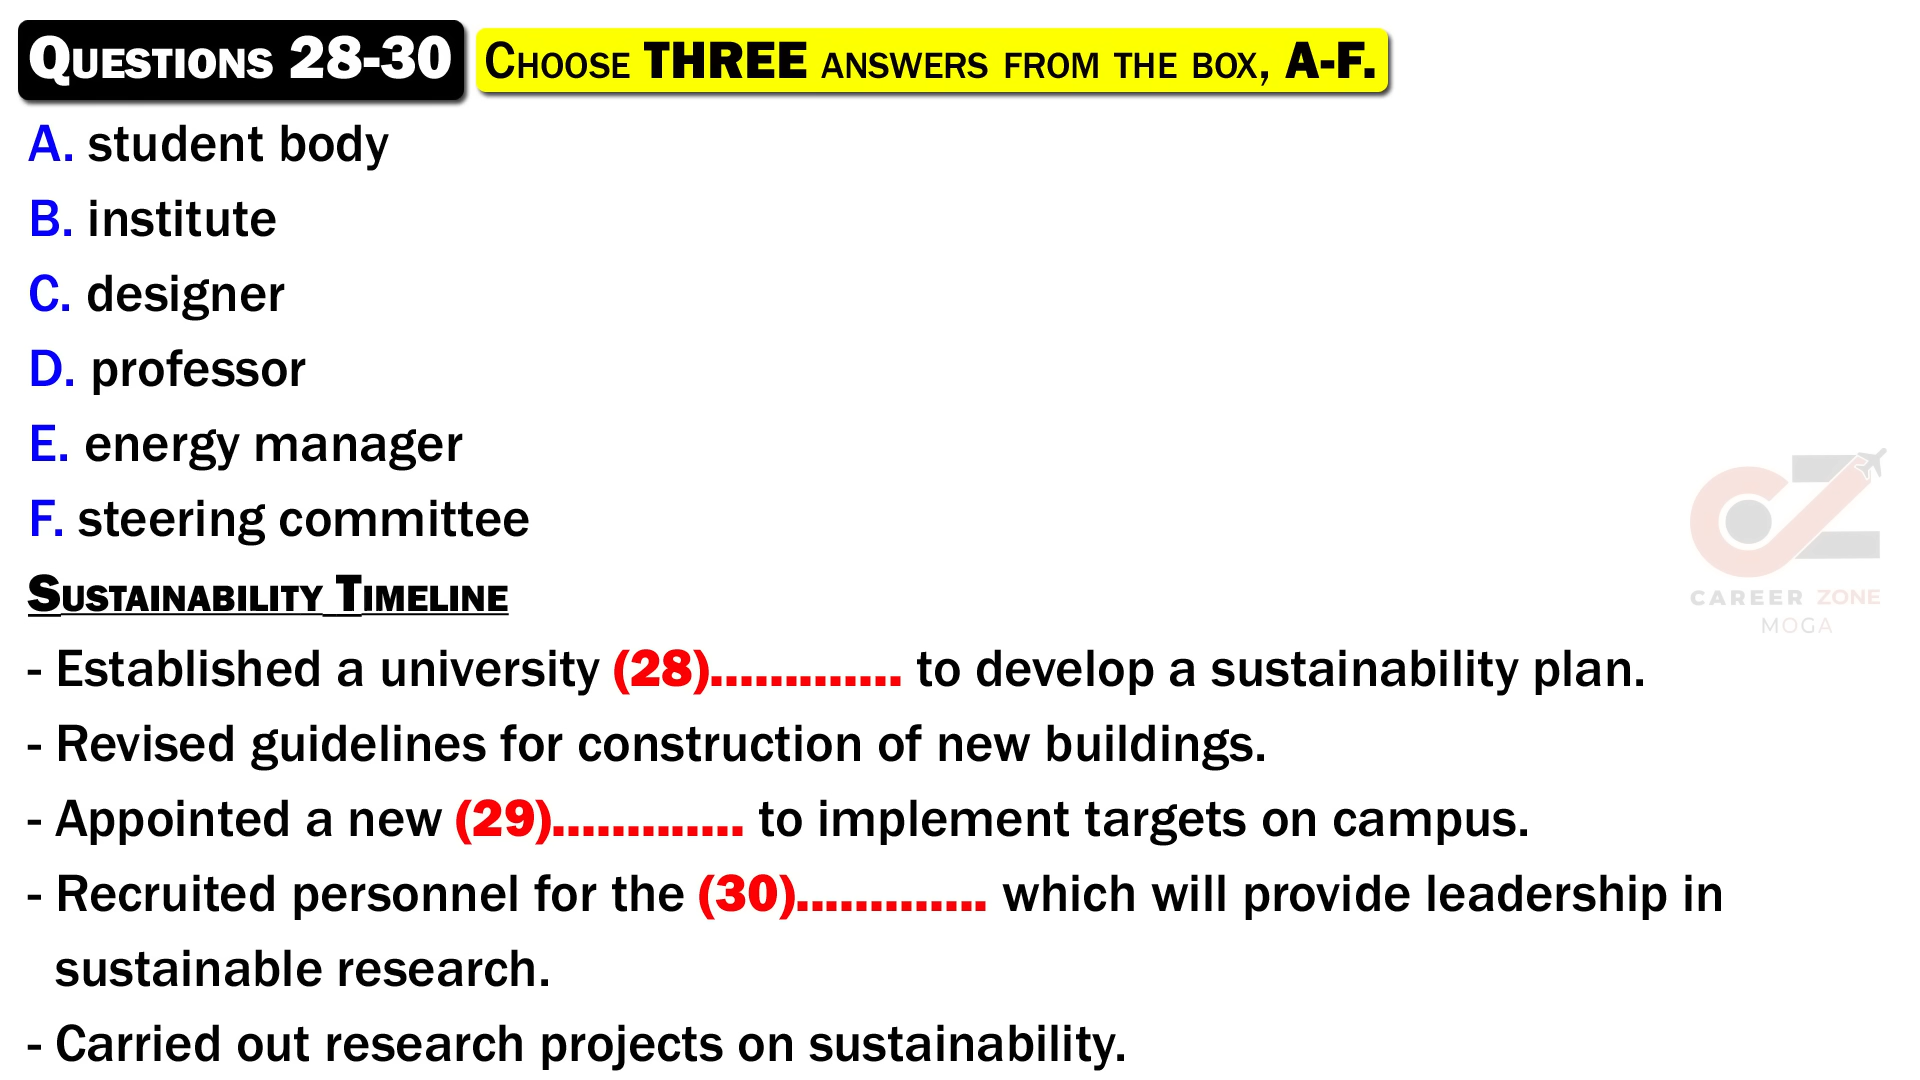 QUESTIONS 28-30 CHOOSE THREE ANSWERS FROM THE BOX, A-F.
A. student body
B. institute
C. designer
D. professor
E. energy manager
F. steering committee
CAREER ZONE
MOGA
SUSTAINABILITY TIMELINE
- Established a university (28)............. to develop a sustainability plan.
- Revised guidelines for construction of new buildings.
- Appointed a new (29)............. to implement targets on campus.
- Recruited personnel for the (30)............. which will provide leadership in
sustainable research.
- Carried out research projects on sustainability.